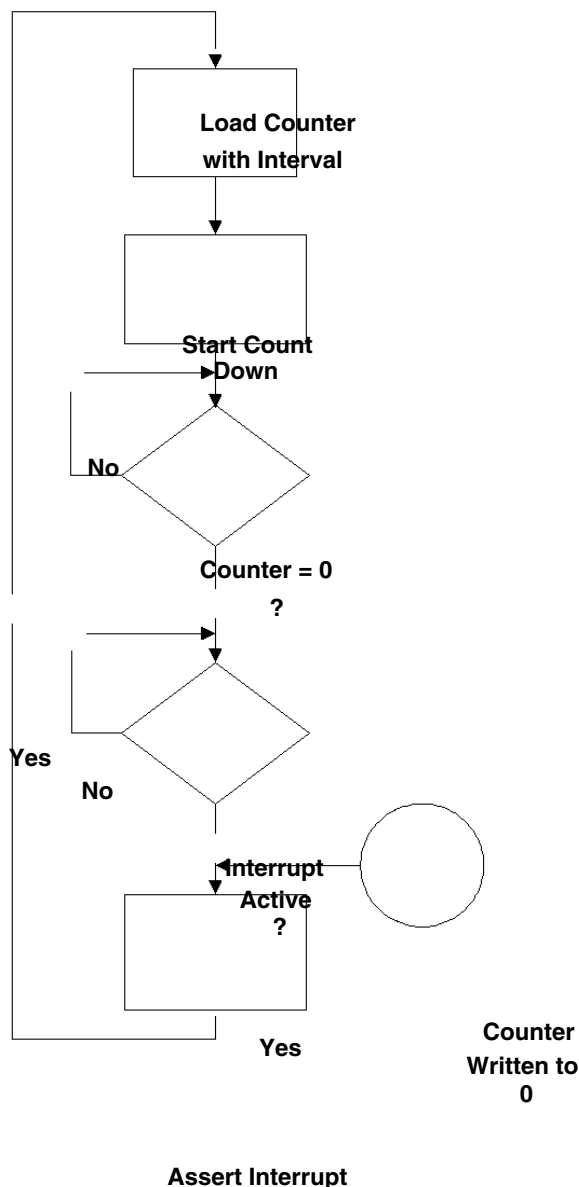 Load Counter
with Interval
Start Count
Down
No
Counter = 0
?
Yes
No
Interrupt
Active
?
Yes
Counter
Written to
0
Assert Interrupt